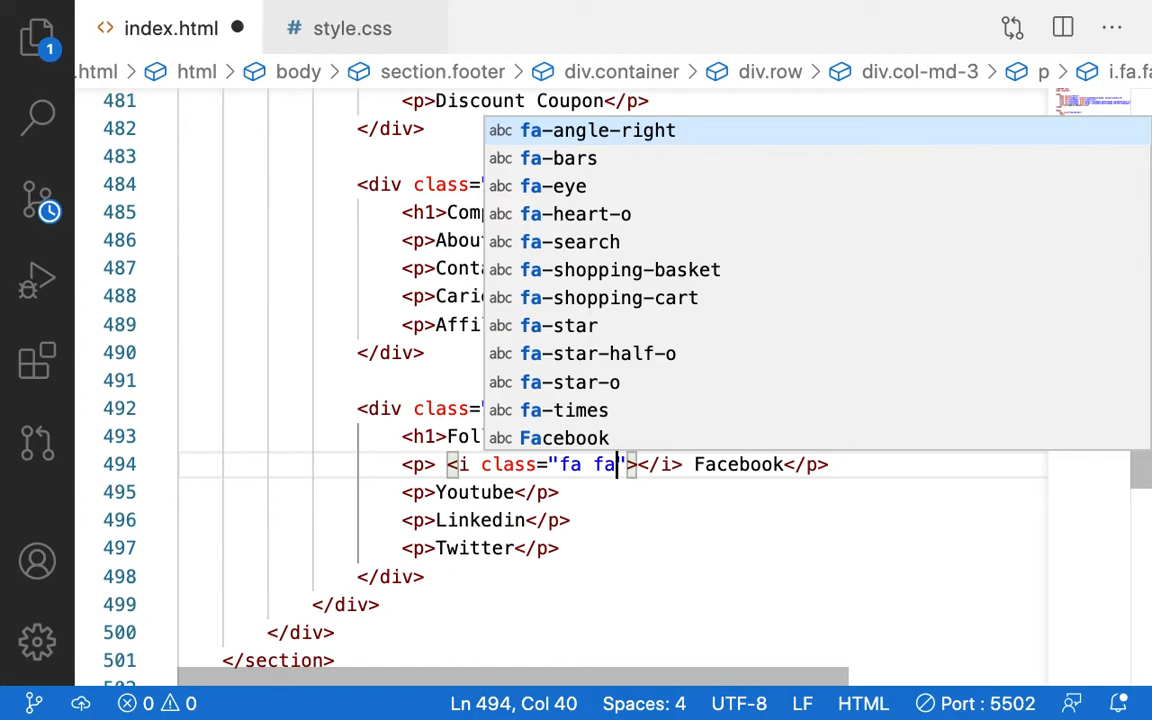 1
<> index.html
# style.css
.html > html > body > section.footer > div.container > div.row > div.col-md-3 > p > i.fa.fa
481 <p>Discount Coupon</p>
482 </div>
483
484 <div class="
485 <h1>Comp
486 <p>Abou
487 <p>Conta
488 <p>Carie
489 <p>Affi
490 </div>
491
492 <div class="
493 <h1>Foll
494 <p> <i class="fa fa"></i> Facebook</p>
495 <p>Youtube</p>
496 <p>Linkedin</p>
497 <p>Twitter</p>
498 </div>
499 </div>
500 </div>
501 </section>
abc fa-angle-right
abc fa-bars
abc fa-eye
abc fa-heart-o
abc fa-search
abc fa-shopping-basket
abc fa-shopping-cart
abc fa-star
abc fa-star-half-o
abc fa-star-o
abc fa-times
abc Facebook
0 0 Ln 494, Col 40 Spaces: 4 UTF-8 LF HTML Port : 5502